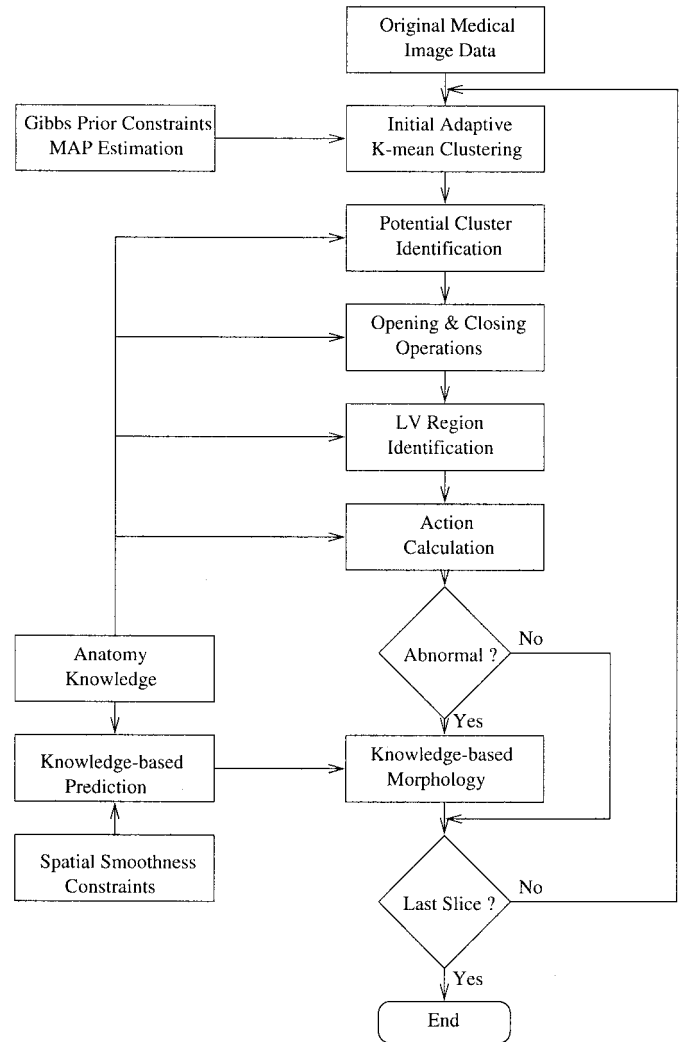 Original Medical
Image Data
Gibbs Prior Constraints
MAP Estimation
Initial Adaptive
K-mean Clustering
Potential Cluster
Identification
Opening & Closing
Operations
LV Region
Identification
Action
Calculation
Abnormal ?
No
Yes
Anatomy
Knowledge
Knowledge-based
Prediction
Knowledge-based
Morphology
Spatial Smoothness
Constraints
Last Slice ?
No
Yes
End